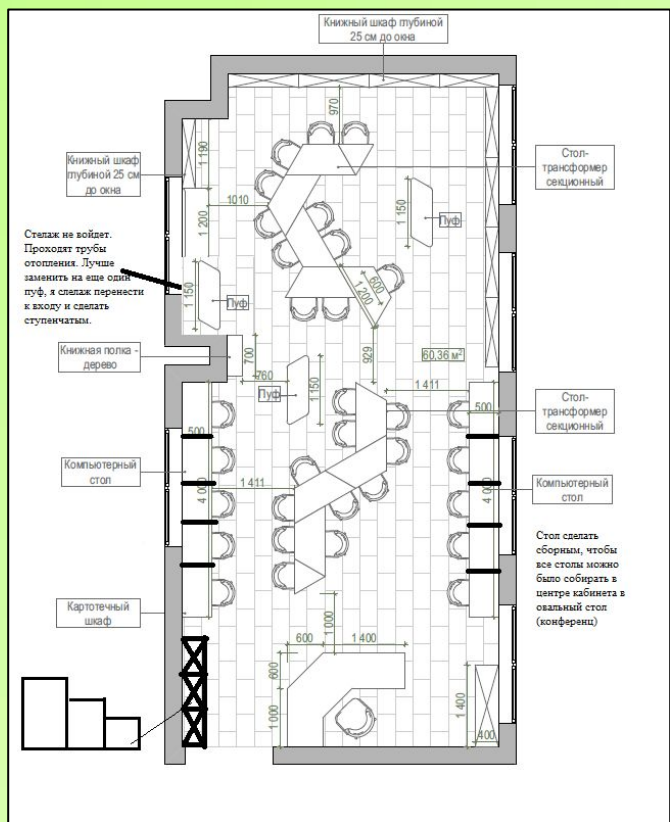 Книжный шкаф глубиной
25 см до окна
970
Книжный шкаф
глубиной 25 см
до окна
1190
Стол-
трансформер
секционный
1010
1 200
1 150
Пуф
Стелаж не войдет.
Проходят трубы
отопления. Лучше
заменить на еще один
пуф, я слелаж перенести
к входу и сделать
ступенчатым.
1 150
Пуф
600
1 200
Книжная полка -
дерево
700
760
929
60,36 м²
Пуф
1 150
1 411
Стол-
трансформер
секционный
500
500
Компьютерный
стол
4 000
1 411
4 000
Компьютерный
стол
Стол сделать
сборным, чтобы
все столы можно
было собирать в
центре кабинета в
овальный стол
(конференц)
Картотечный
шкаф
1 000
600
1 400
600
1 000
1 400
400